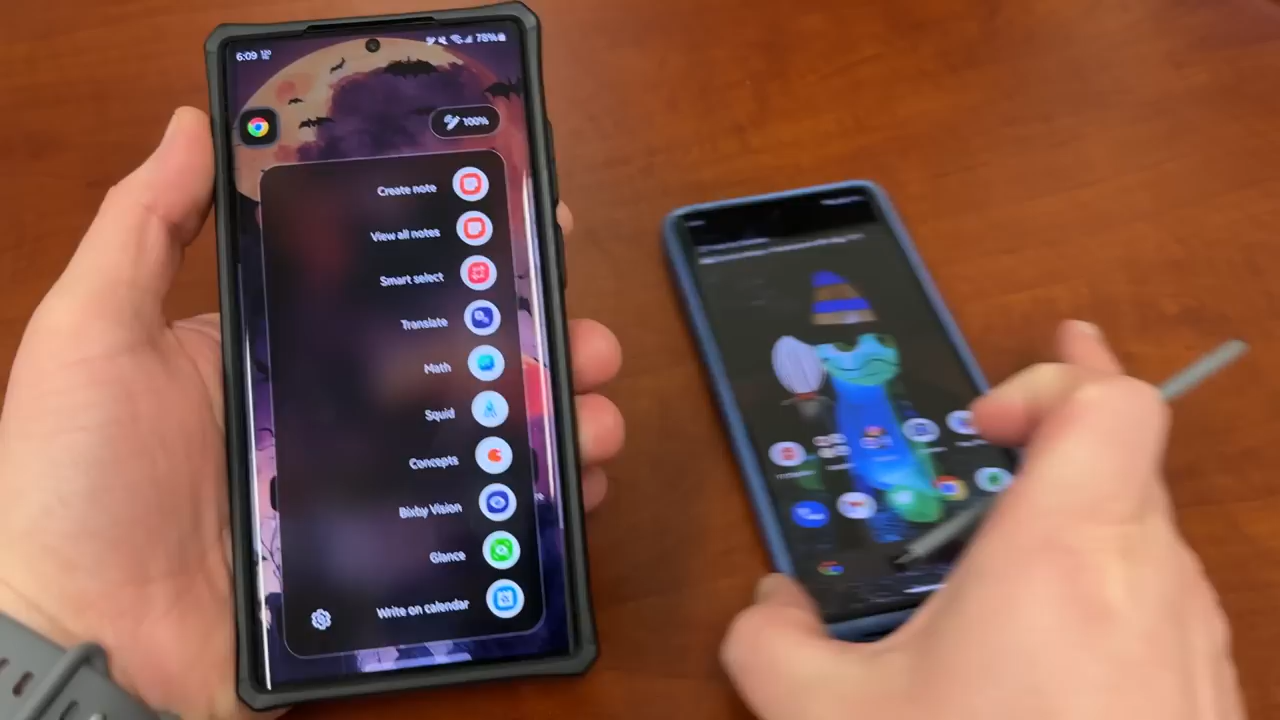 6:09
78%
100%
Create note
View all notes
Smart select
Translate
Math
Squid
Concepts
Bixby Vision
Glance
Write on calendar